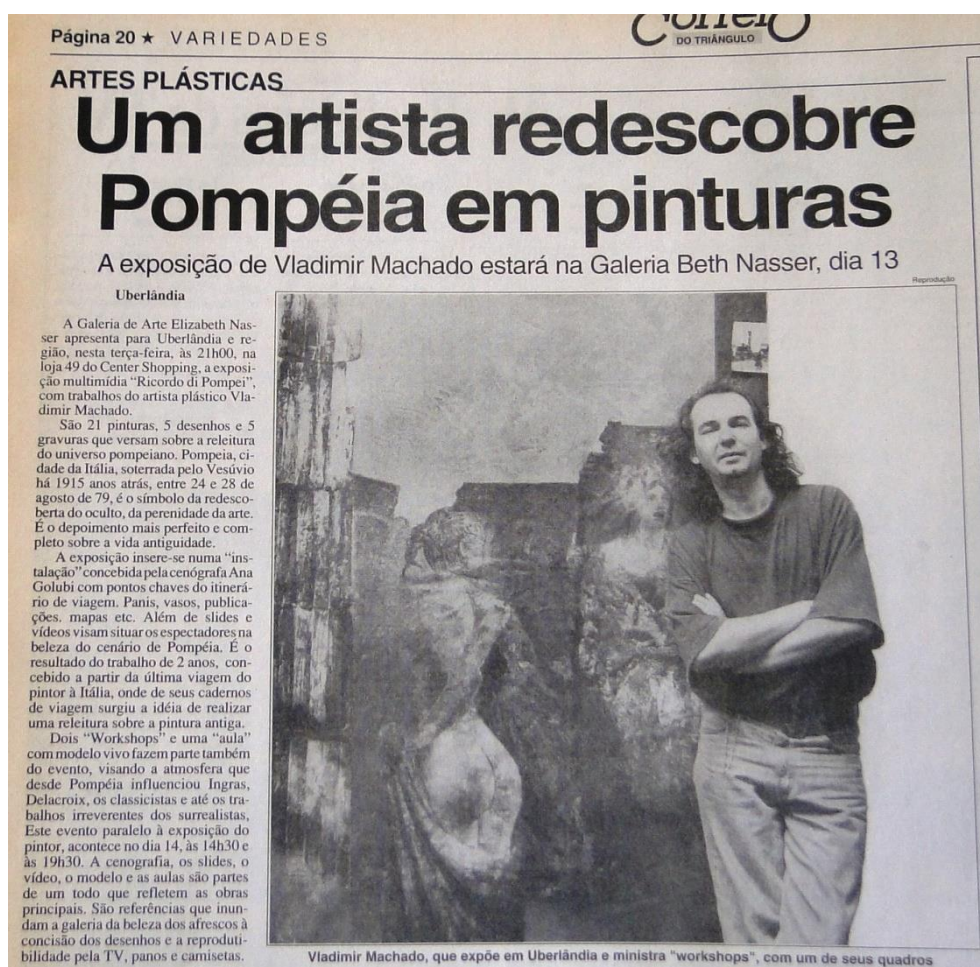 Página 20 ★ VARIEDADES
Correio
DO TRIÂNGULO
ARTES PLÁSTICAS
Um artista redescobre
Pompéia em pinturas
A exposição de Vladimir Machado estará na Galeria Beth Nasser, dia 13
Reprodução
Uberlândia
A Galeria de Arte Elizabeth Nas-
ser apresenta para Uberlândia e re-
gião, nesta terça-feira, às 21h00, na
loja 49 do Center Shopping, a exposi-
ção multimídia “Ricordo di Pompei”,
com trabalhos do artista plástico Vla-
dimir Machado.
São 21 pinturas, 5 desenhos e 5
gravuras que versam sobre a releitura
do universo pompeiano. Pompeia, ci-
dade da Itália, soterrada pelo Vesúvio
há 1915 anos atrás, entre 24 e 28 de
agosto de 79, é o símbolo da redesco-
berta do oculto, da perenidade da arte.
É o depoimento mais perfeito e com-
pleto sobre a vida antiguidade.
A exposição insere-se numa “ins-
talação” concebida pela cenógrafa Ana
Golubi com pontos chaves do itinerá-
rio de viagem. Panis, vasos, publica-
ções. mapas etc. Além de slides e
vídeos visam situar os espectadores na
beleza do cenário de Pompéia. É o
resultado do trabalho de 2 anos, con-
cebido a partir da última viagem do
pintor à Itália, onde de seus cadernos
de viagem surgiu a idéia de realizar
uma releitura sobre a pintura antiga.
Dois “Workshops” e uma “aula”
com modelo vivo fazem parte também
do evento, visando a atmosfera que
desde Pompéia influenciou Ingras,
Delacroix, os classicistas e até os tra-
balhos irreverentes dos surrealistas,
Este evento paralelo à exposição do
pintor, acontece no dia 14, às 14h30 e
às 19h30. A cenografia, os slides, o
vídeo, o modelo e as aulas são partes
de um todo que refletem as obras
principais. São referências que inun-
dam a galeria da beleza dos afrescos à
concisão dos desenhos e a reproduti-
bilidade pela TV, panos e camisetas.
Vladimir Machado, que expõe em Uberlândia e ministra "workshops", com um de seus quadros